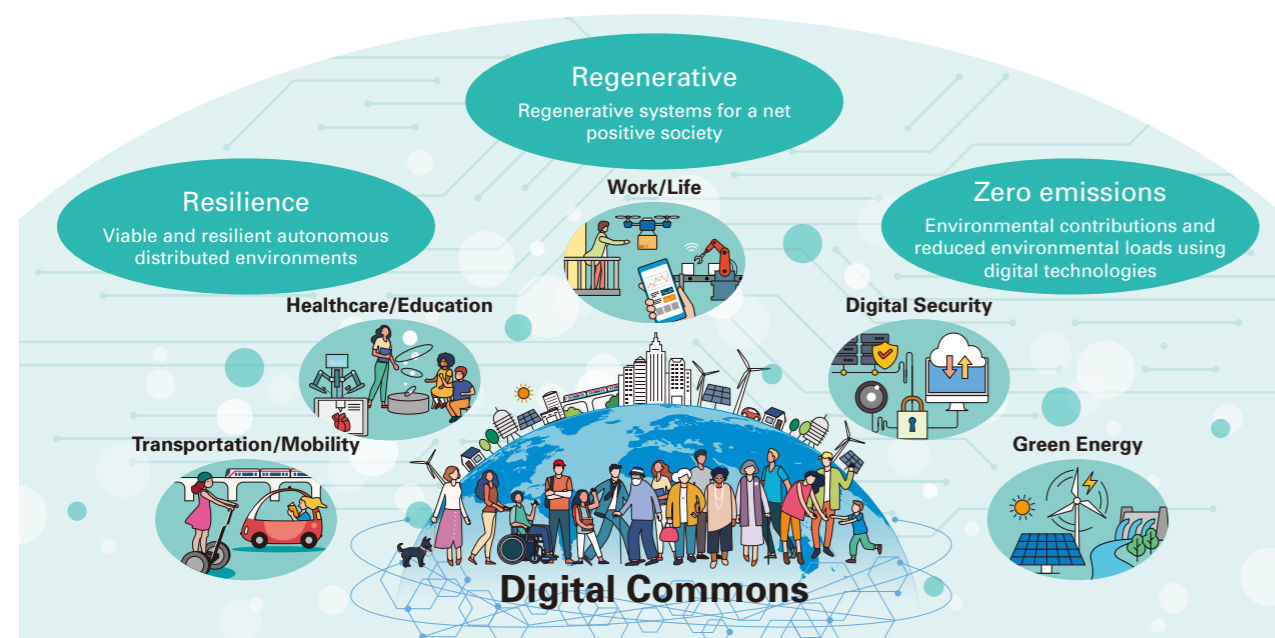 Regenerative
Regenerative systems for a net
positive society
Resilience
Viable and resilient autonomous
distributed environments
Zero emissions
Environmental contributions and
reduced environmental loads using
digital technologies
Work/Life
Healthcare/Education
Digital Security
Transportation/Mobility
Green Energy
Digital Commons